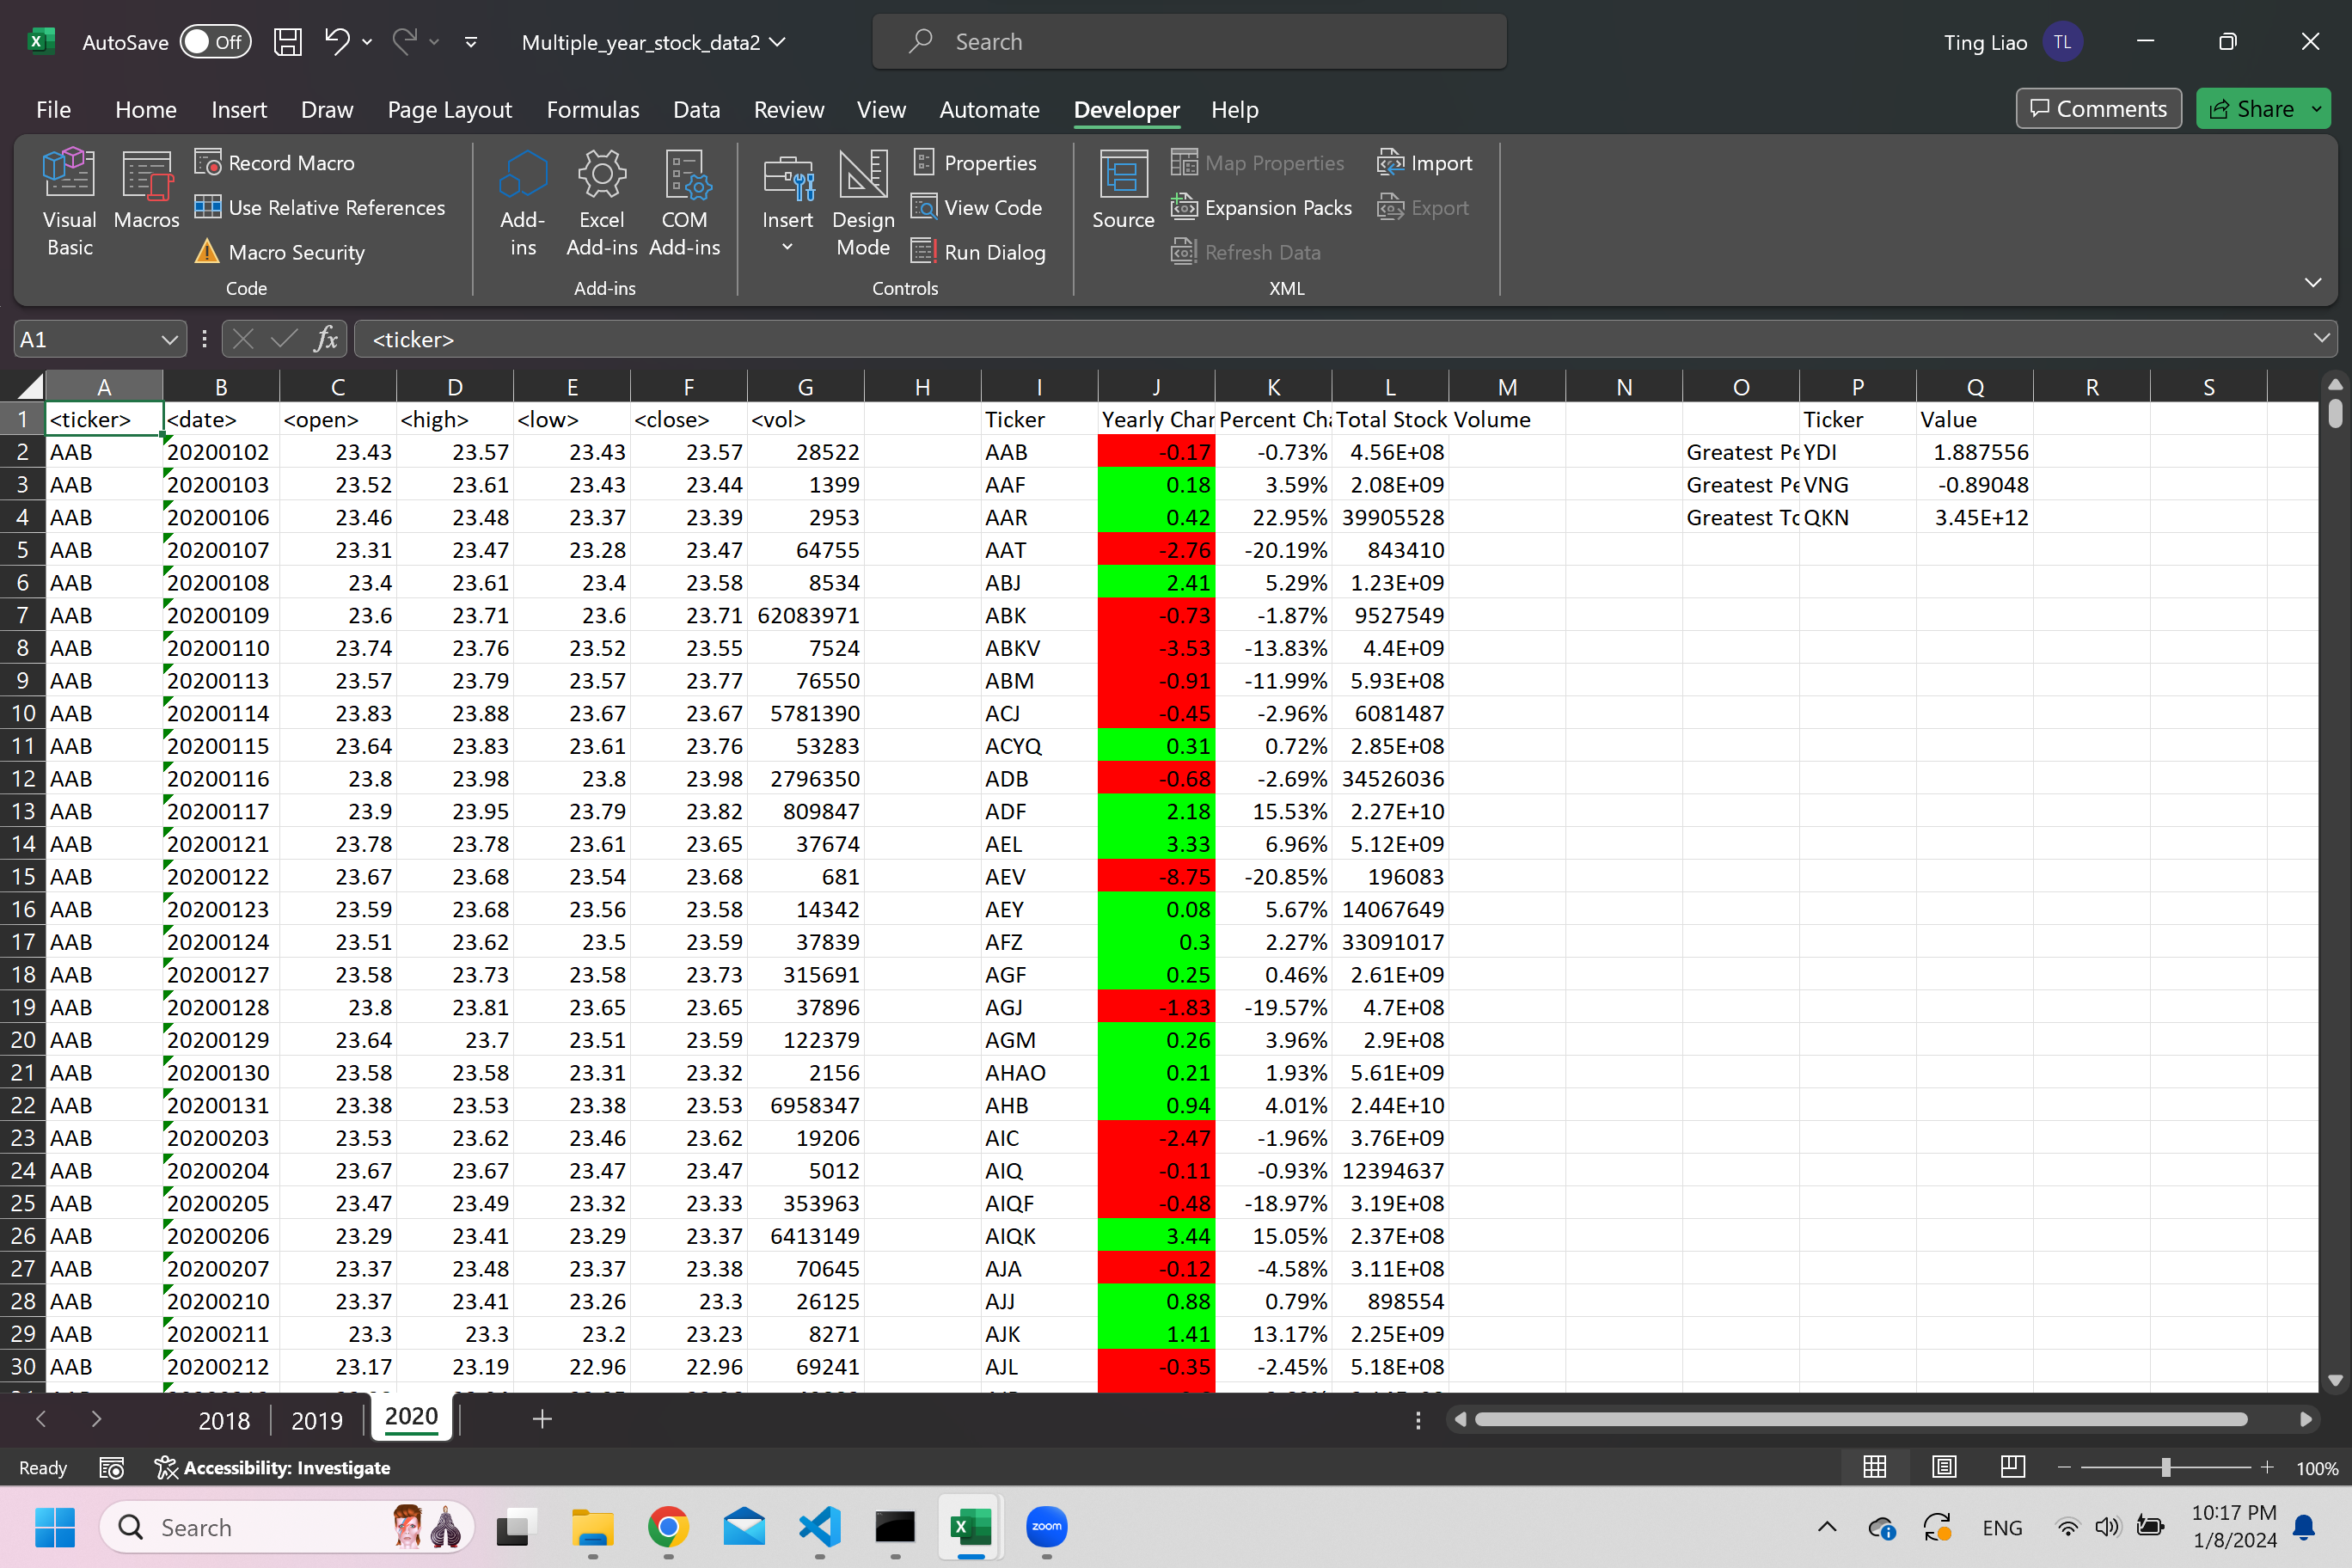 AutoSave Off Multiple_year_stock_data2 Search Ting Liao TL
File Home Insert Draw Page Layout Formulas Data Review View Automate Developer Help Comments Share
Visual Basic Macros Record Macro Use Relative References Macro Security Add-ins Excel Add-ins COM Add-ins Insert Design Mode Properties View Code Run Dialog Source Map Properties Expansion Packs Refresh Data Import Export
Code Add-ins Controls XML
A1 fx <ticker>
A B C D E F G H I J K L M N O P Q R S
1 <ticker> <date> <open> <high> <low> <close> <vol> Ticker Yearly Char Percent Cha Total Stock Volume Ticker Value
2 AAB 20200102 23.43 23.57 23.43 23.57 28522 AAB -0.17 -0.73% 4.56E+08 Greatest Pe YDI 1.887556
3 AAB 20200103 23.52 23.61 23.43 23.44 1399 AAF 0.18 3.59% 2.08E+09 Greatest Pe VNG -0.89048
4 AAB 20200106 23.46 23.48 23.37 23.39 2953 AAR 0.42 22.95% 39905528 Greatest To QKN 3.45E+12
5 AAB 20200107 23.31 23.47 23.28 23.47 64755 AAT -2.76 -20.19% 843410
6 AAB 20200108 23.4 23.61 23.4 23.58 8534 ABJ 2.41 5.29% 1.23E+09
7 AAB 20200109 23.6 23.71 23.6 23.71 62083971 ABK -0.73 -1.87% 9527549
8 AAB 20200110 23.74 23.76 23.52 23.55 7524 ABKV -3.53 -13.83% 4.4E+09
9 AAB 20200113 23.57 23.79 23.57 23.77 76550 ABM -0.91 -11.99% 5.93E+08
10 AAB 20200114 23.83 23.88 23.67 23.67 5781390 ACJ -0.45 -2.96% 6081487
11 AAB 20200115 23.64 23.83 23.61 23.76 53283 ACYQ 0.31 0.72% 2.85E+08
12 AAB 20200116 23.8 23.98 23.8 23.98 2796350 ADB -0.68 -2.69% 34526036
13 AAB 20200117 23.9 23.95 23.79 23.82 809847 ADF 2.18 15.53% 2.27E+10
14 AAB 20200121 23.78 23.78 23.61 23.65 37674 AEL 3.33 6.96% 5.12E+09
15 AAB 20200122 23.67 23.68 23.54 23.68 681 AEV -8.75 -20.85% 196083
16 AAB 20200123 23.59 23.68 23.56 23.58 14342 AEY 0.08 5.67% 14067649
17 AAB 20200124 23.51 23.62 23.5 23.59 37839 AFZ 0.3 2.27% 33091017
18 AAB 20200127 23.58 23.73 23.58 23.73 315691 AGF 0.25 0.46% 2.61E+09
19 AAB 20200128 23.8 23.81 23.65 23.65 37896 AGJ -1.83 -19.57% 4.7E+08
20 AAB 20200129 23.64 23.7 23.51 23.59 122379 AGM 0.26 3.96% 2.9E+08
21 AAB 20200130 23.58 23.58 23.31 23.32 2156 AHAO 0.21 1.93% 5.61E+09
22 AAB 20200131 23.38 23.53 23.38 23.53 6958347 AHB 0.94 4.01% 2.44E+10
23 AAB 20200203 23.53 23.62 23.46 23.62 19206 AIC -2.47 -1.96% 3.76E+09
24 AAB 20200204 23.67 23.67 23.47 23.47 5012 AIQ -0.11 -0.93% 12394637
25 AAB 20200205 23.47 23.49 23.32 23.33 353963 AIQF -0.48 -18.97% 3.19E+08
26 AAB 20200206 23.29 23.41 23.29 23.37 6413149 AIQK 3.44 15.05% 2.37E+08
27 AAB 20200207 23.37 23.48 23.37 23.38 70645 AJA -0.12 -4.58% 3.11E+08
28 AAB 20200210 23.37 23.41 23.26 23.3 26125 AJJ 0.88 0.79% 898554
29 AAB 20200211 23.3 23.3 23.2 23.23 8271 AJK 1.41 13.17% 2.25E+09
30 AAB 20200212 23.17 23.19 22.96 22.96 69241 AJL -0.35 -2.45% 5.18E+08
2018 2019 2020
Ready Accessibility: Investigate 100%
Search zoom ENG 10:17 PM
1/8/2024